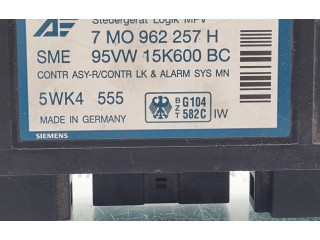 Steuergerät Logik MFV
AF
7 MO 962 257 H
SME 95VW 15K600 BC
CONTR ASY-R/CONTR LK & ALARM SYS MN
5WK4 555
B Z T G104 582C IW
MADE IN GERMANY
SIEMENS